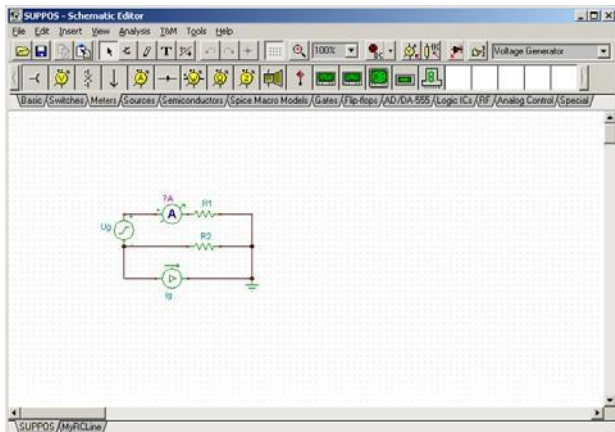 SUPPOS - Schematic Editor
File Edit Insert View Analysis T&M Tools Help
100% Voltage Generator
Basic Switches Meters Sources Semiconductors Spice Macro Models Gates Flip-flops AD/DA-555 Logic ICs RF Analog Control Special
?A
A R1
Ug
R2
Ig
SUPPOS MyRCLine